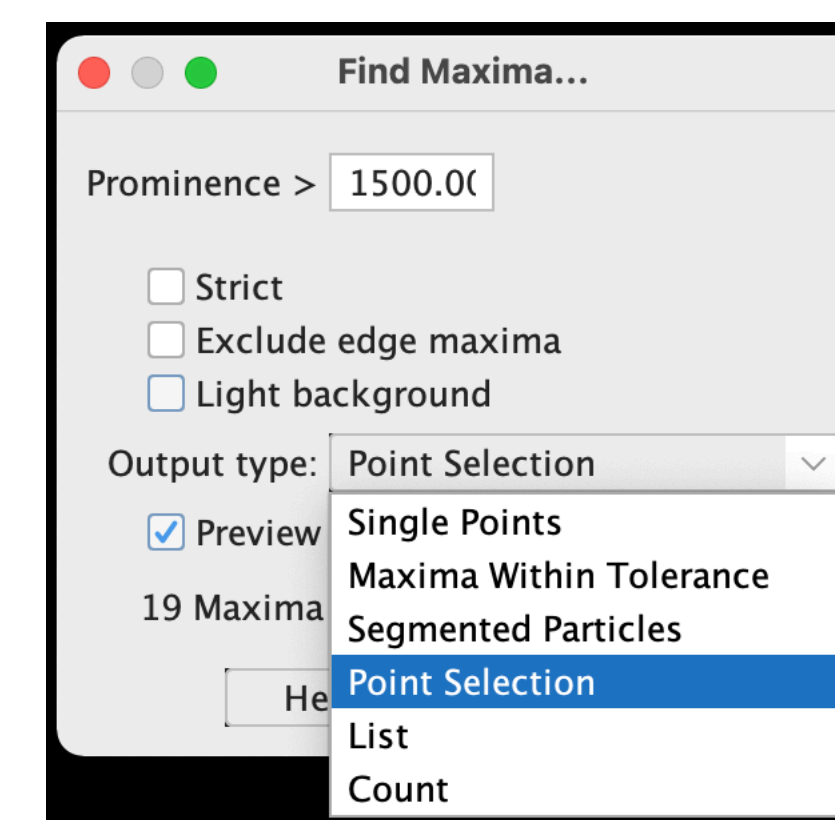 Find Maxima...
Prominence > 1500.00
Strict
Exclude edge maxima
Light background
Output type: Point Selection
Preview
Single Points
Maxima Within Tolerance
19 Maxima
Segmented Particles
Point Selection
He
List
Count